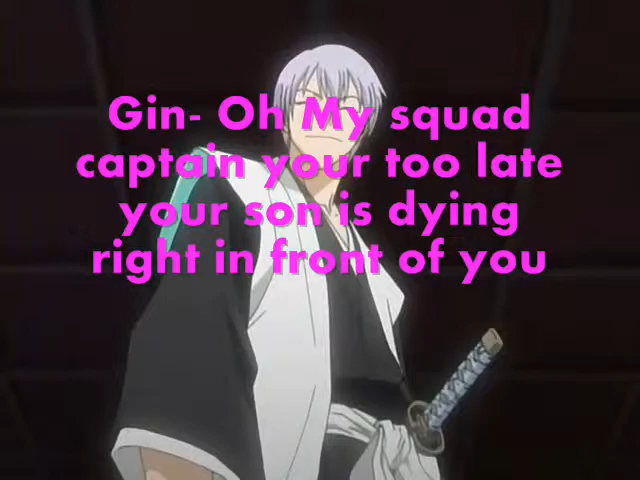 Gin- Oh My squad
captain your too late
your son is dying
right in front of you